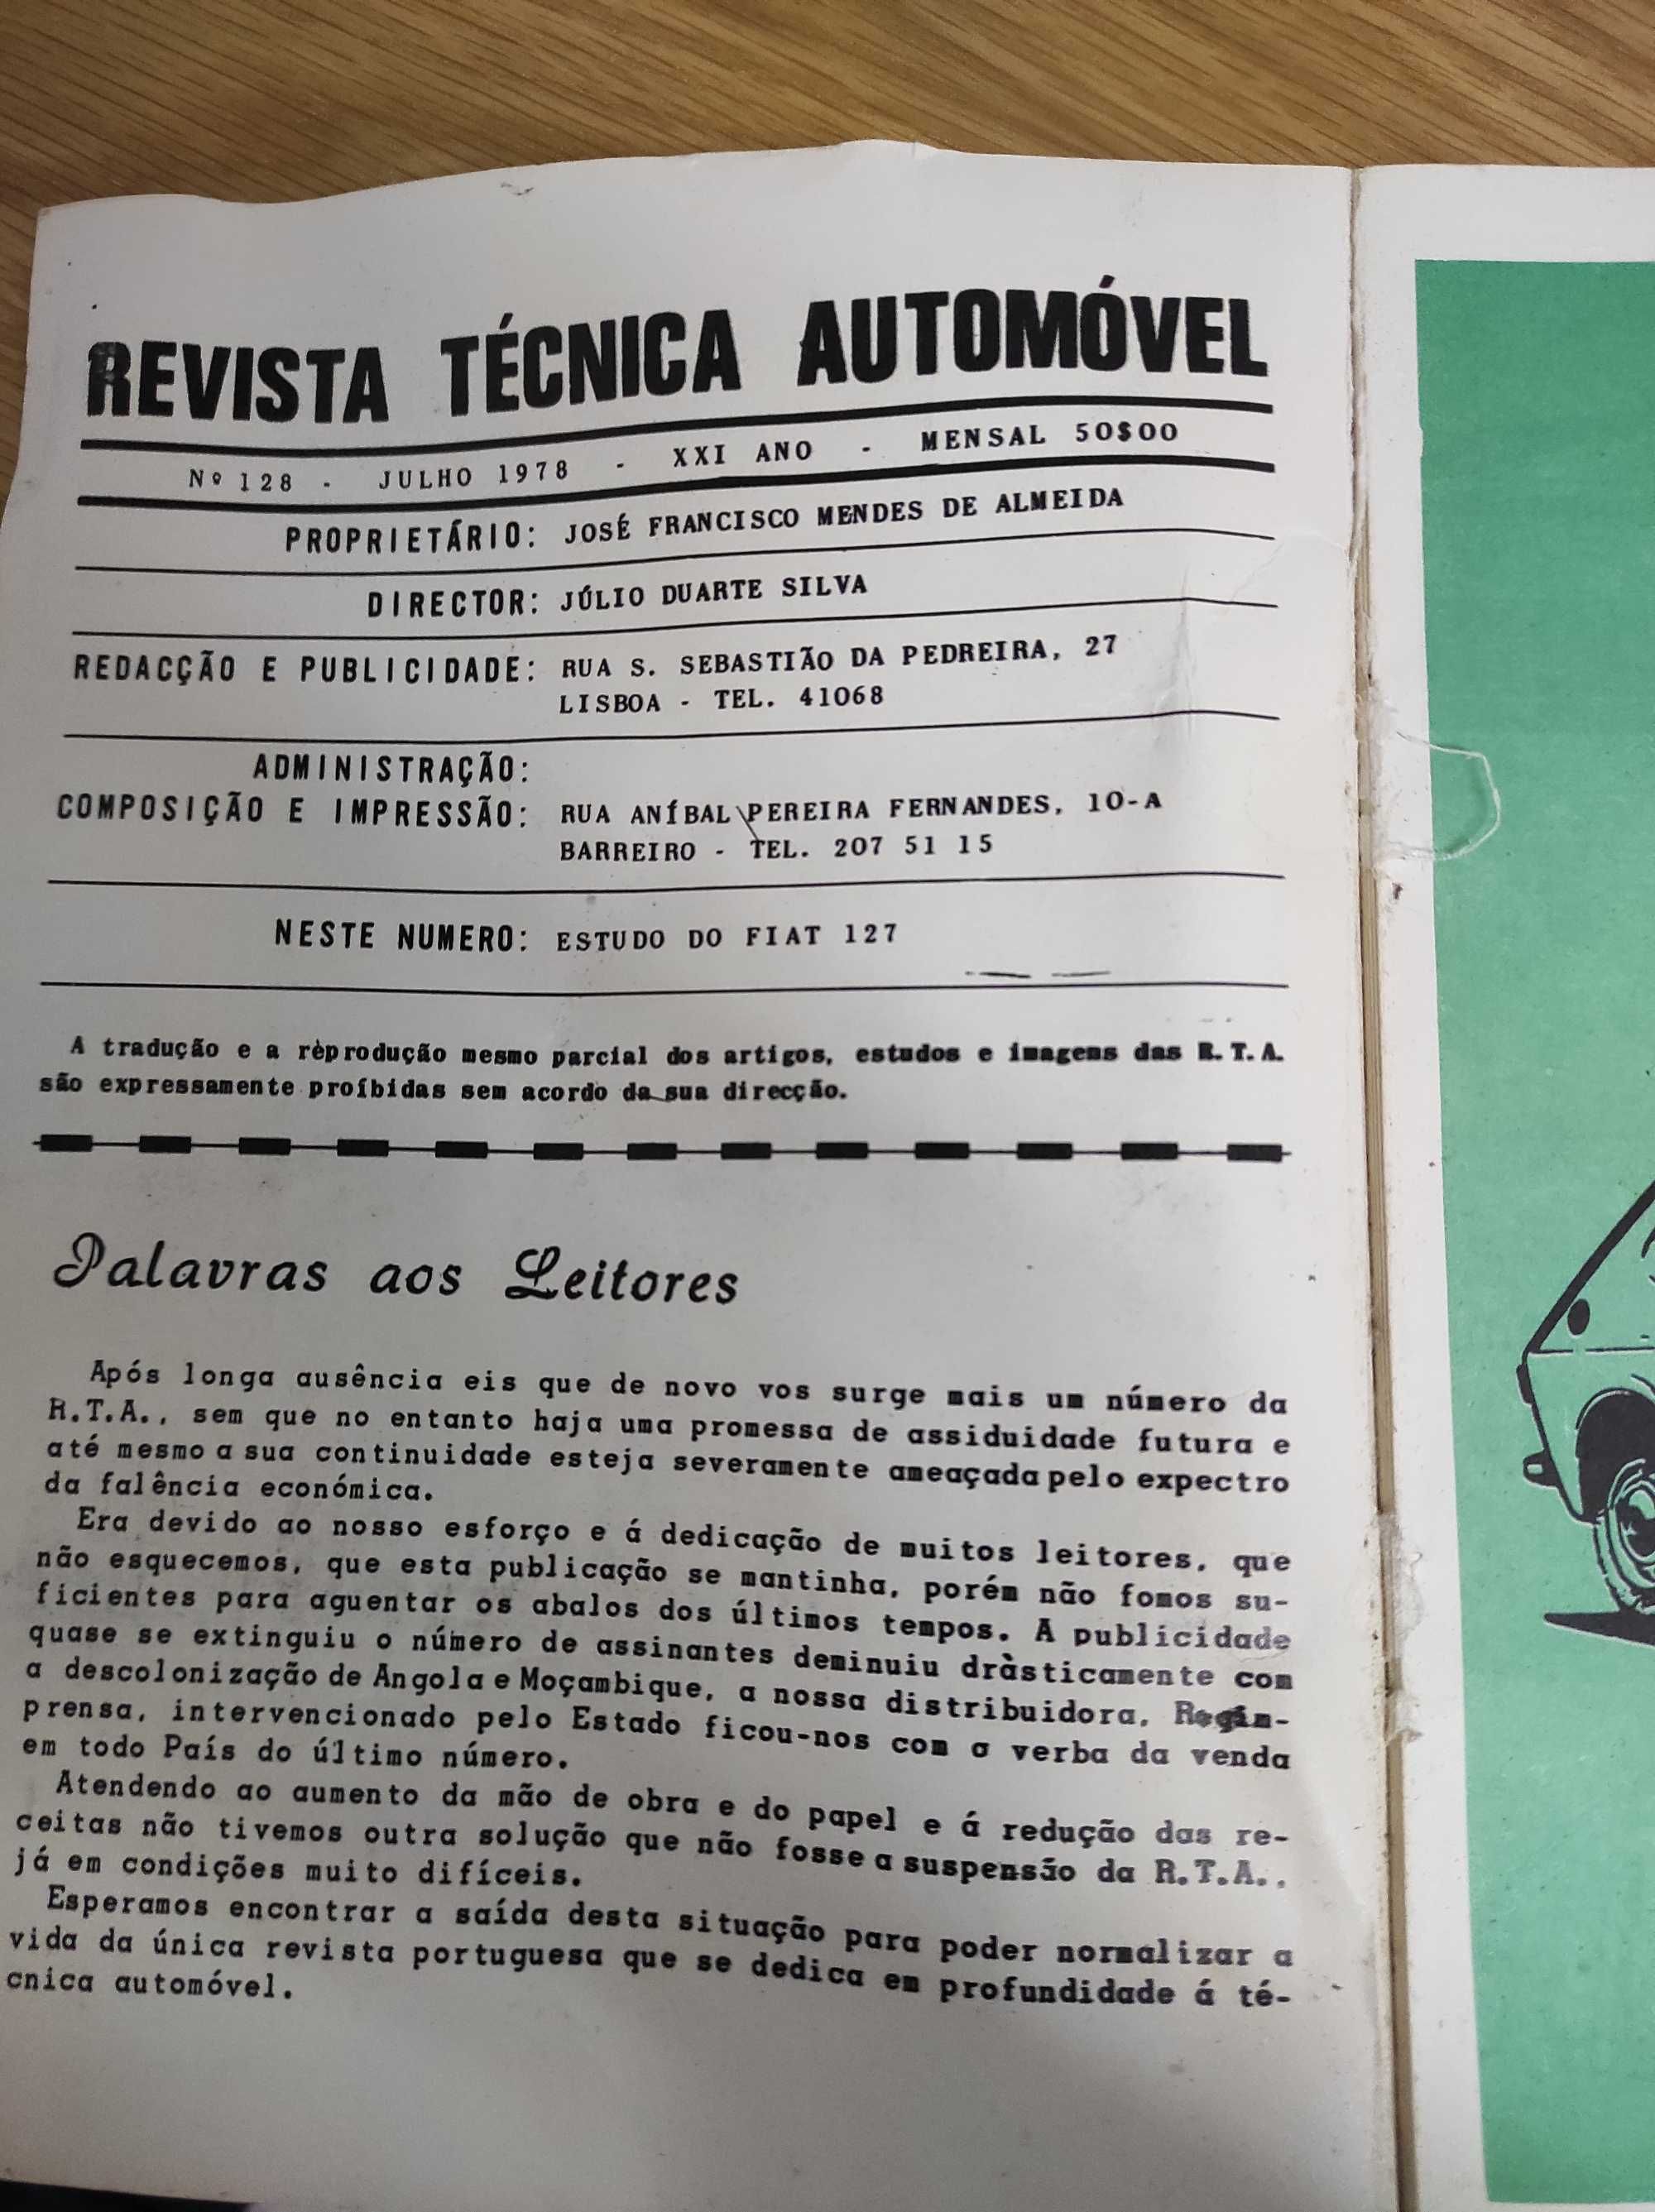 REVISTA TÉCNICA AUTOMÓVEL
Nº 128 - JULHO 1978 - XXI ANO - MENSAL 50$00
PROPRIETÁRIO: JOSÉ FRANCISCO MENDES DE ALMEIDA
DIRECTOR: JÚLIO DUARTE SILVA
REDACÇÃO E PUBLICIDADE: RUA S. SEBASTIÃO DA PEDREIRA, 27
LISBOA - TEL. 41068
ADMINISTRAÇÃO:
COMPOSIÇÃO E IMPRESSÃO: RUA ANÍBAL PEREIRA FERNANDES, 10-A
BARREIRO - TEL. 207 51 15
NESTE NUMERO: ESTUDO DO FIAT 127
A tradução e a rèprodução mesmo parcial dos artigos, estudos e imagens das R.T.A.
são expressamente proíbidas sem acordo da sua direcção.
Palavras aos Leitores
Após longa ausência eis que de novo vos surge mais um número da
R.T.A., sem que no entanto haja uma promessa de assiduidade futura e
até mesmo a sua continuidade esteja severamente ameaçada pelo expectro
da falência económica.
Era devido ao nosso esforço e á dedicação de muitos leitores, que
não esquecemos, que esta publicação se mantinha, porém não fomos su-
ficientes para aguentar os abalos dos últimos tempos. A publicidade
quase se extinguiu o número de assinantes deminuiu dràsticamente com
a descolonização de Angola e Moçambique, a nossa distribuidora, Regim-
prensa, intervencionado pelo Estado ficou-nos com a verba da venda
em todo País do último número.
Atendendo ao aumento da mão de obra e do papel e á redução das re-
ceitas não tivemos outra solução que não fosse a suspensão da R.T.A.,
já em condições muito difíceis.
Esperamos encontrar a saída desta situação para poder normalizar a
vida da única revista portuguesa que se dedica em profundidade á té-
cnica automóvel.